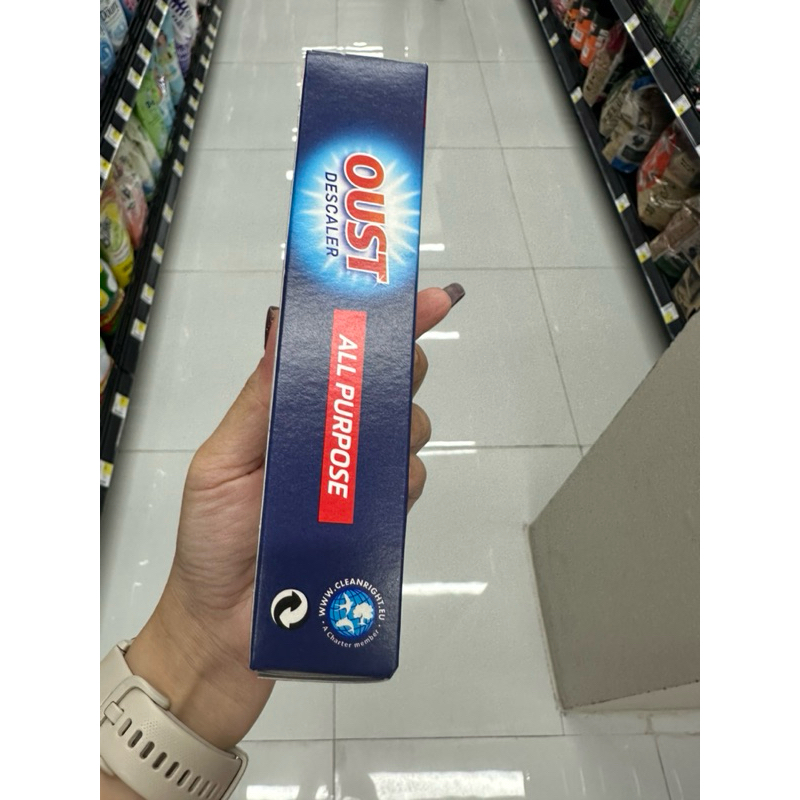 OUST
DESCALER
ALL PURPOSE
WWW.CLEANRIGHT.EU
• A Charter member •